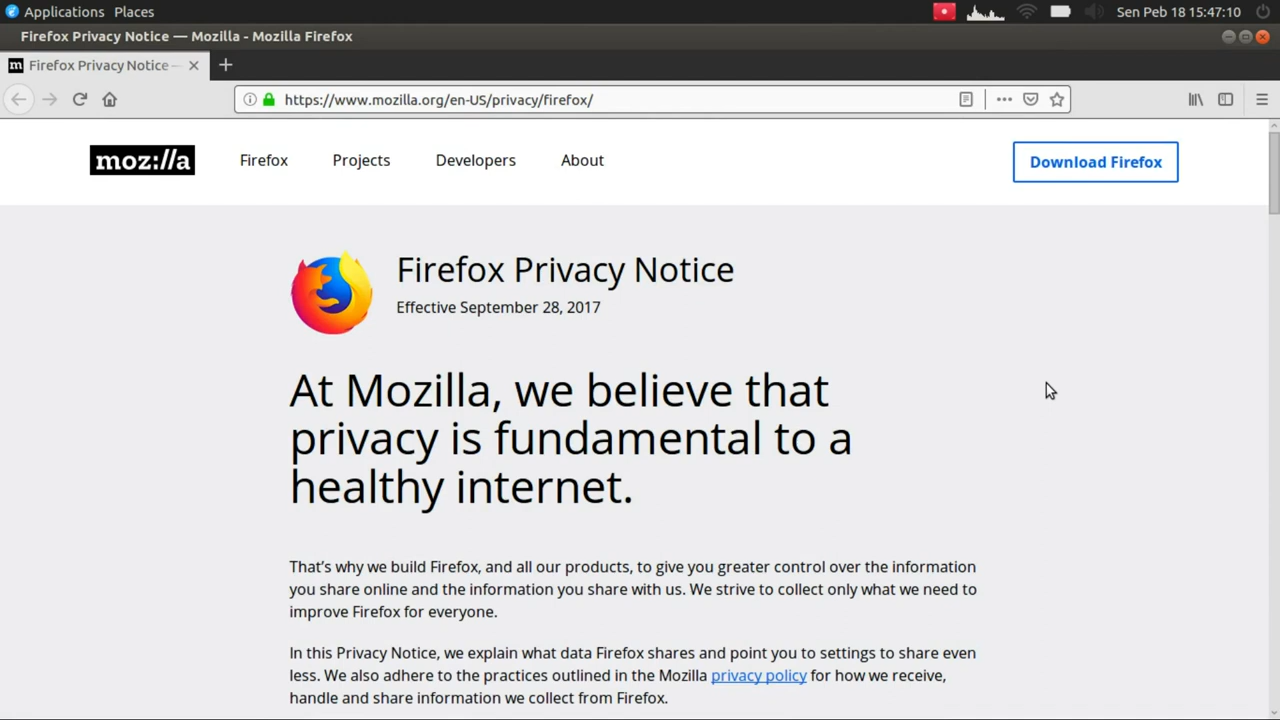 Applications Places Sen Peb 18 15:47:10
Firefox Privacy Notice — Mozilla - Mozilla Firefox
m Firefox Privacy Notice —
https://www.mozilla.org/en-US/privacy/firefox/
moz://a Firefox Projects Developers About Download Firefox
Firefox Privacy Notice
Effective September 28, 2017
At Mozilla, we believe that
privacy is fundamental to a
healthy internet.
That’s why we build Firefox, and all our products, to give you greater control over the information
you share online and the information you share with us. We strive to collect only what we need to
improve Firefox for everyone.
In this Privacy Notice, we explain what data Firefox shares and point you to settings to share even
less. We also adhere to the practices outlined in the Mozilla privacy policy for how we receive,
handle and share information we collect from Firefox.